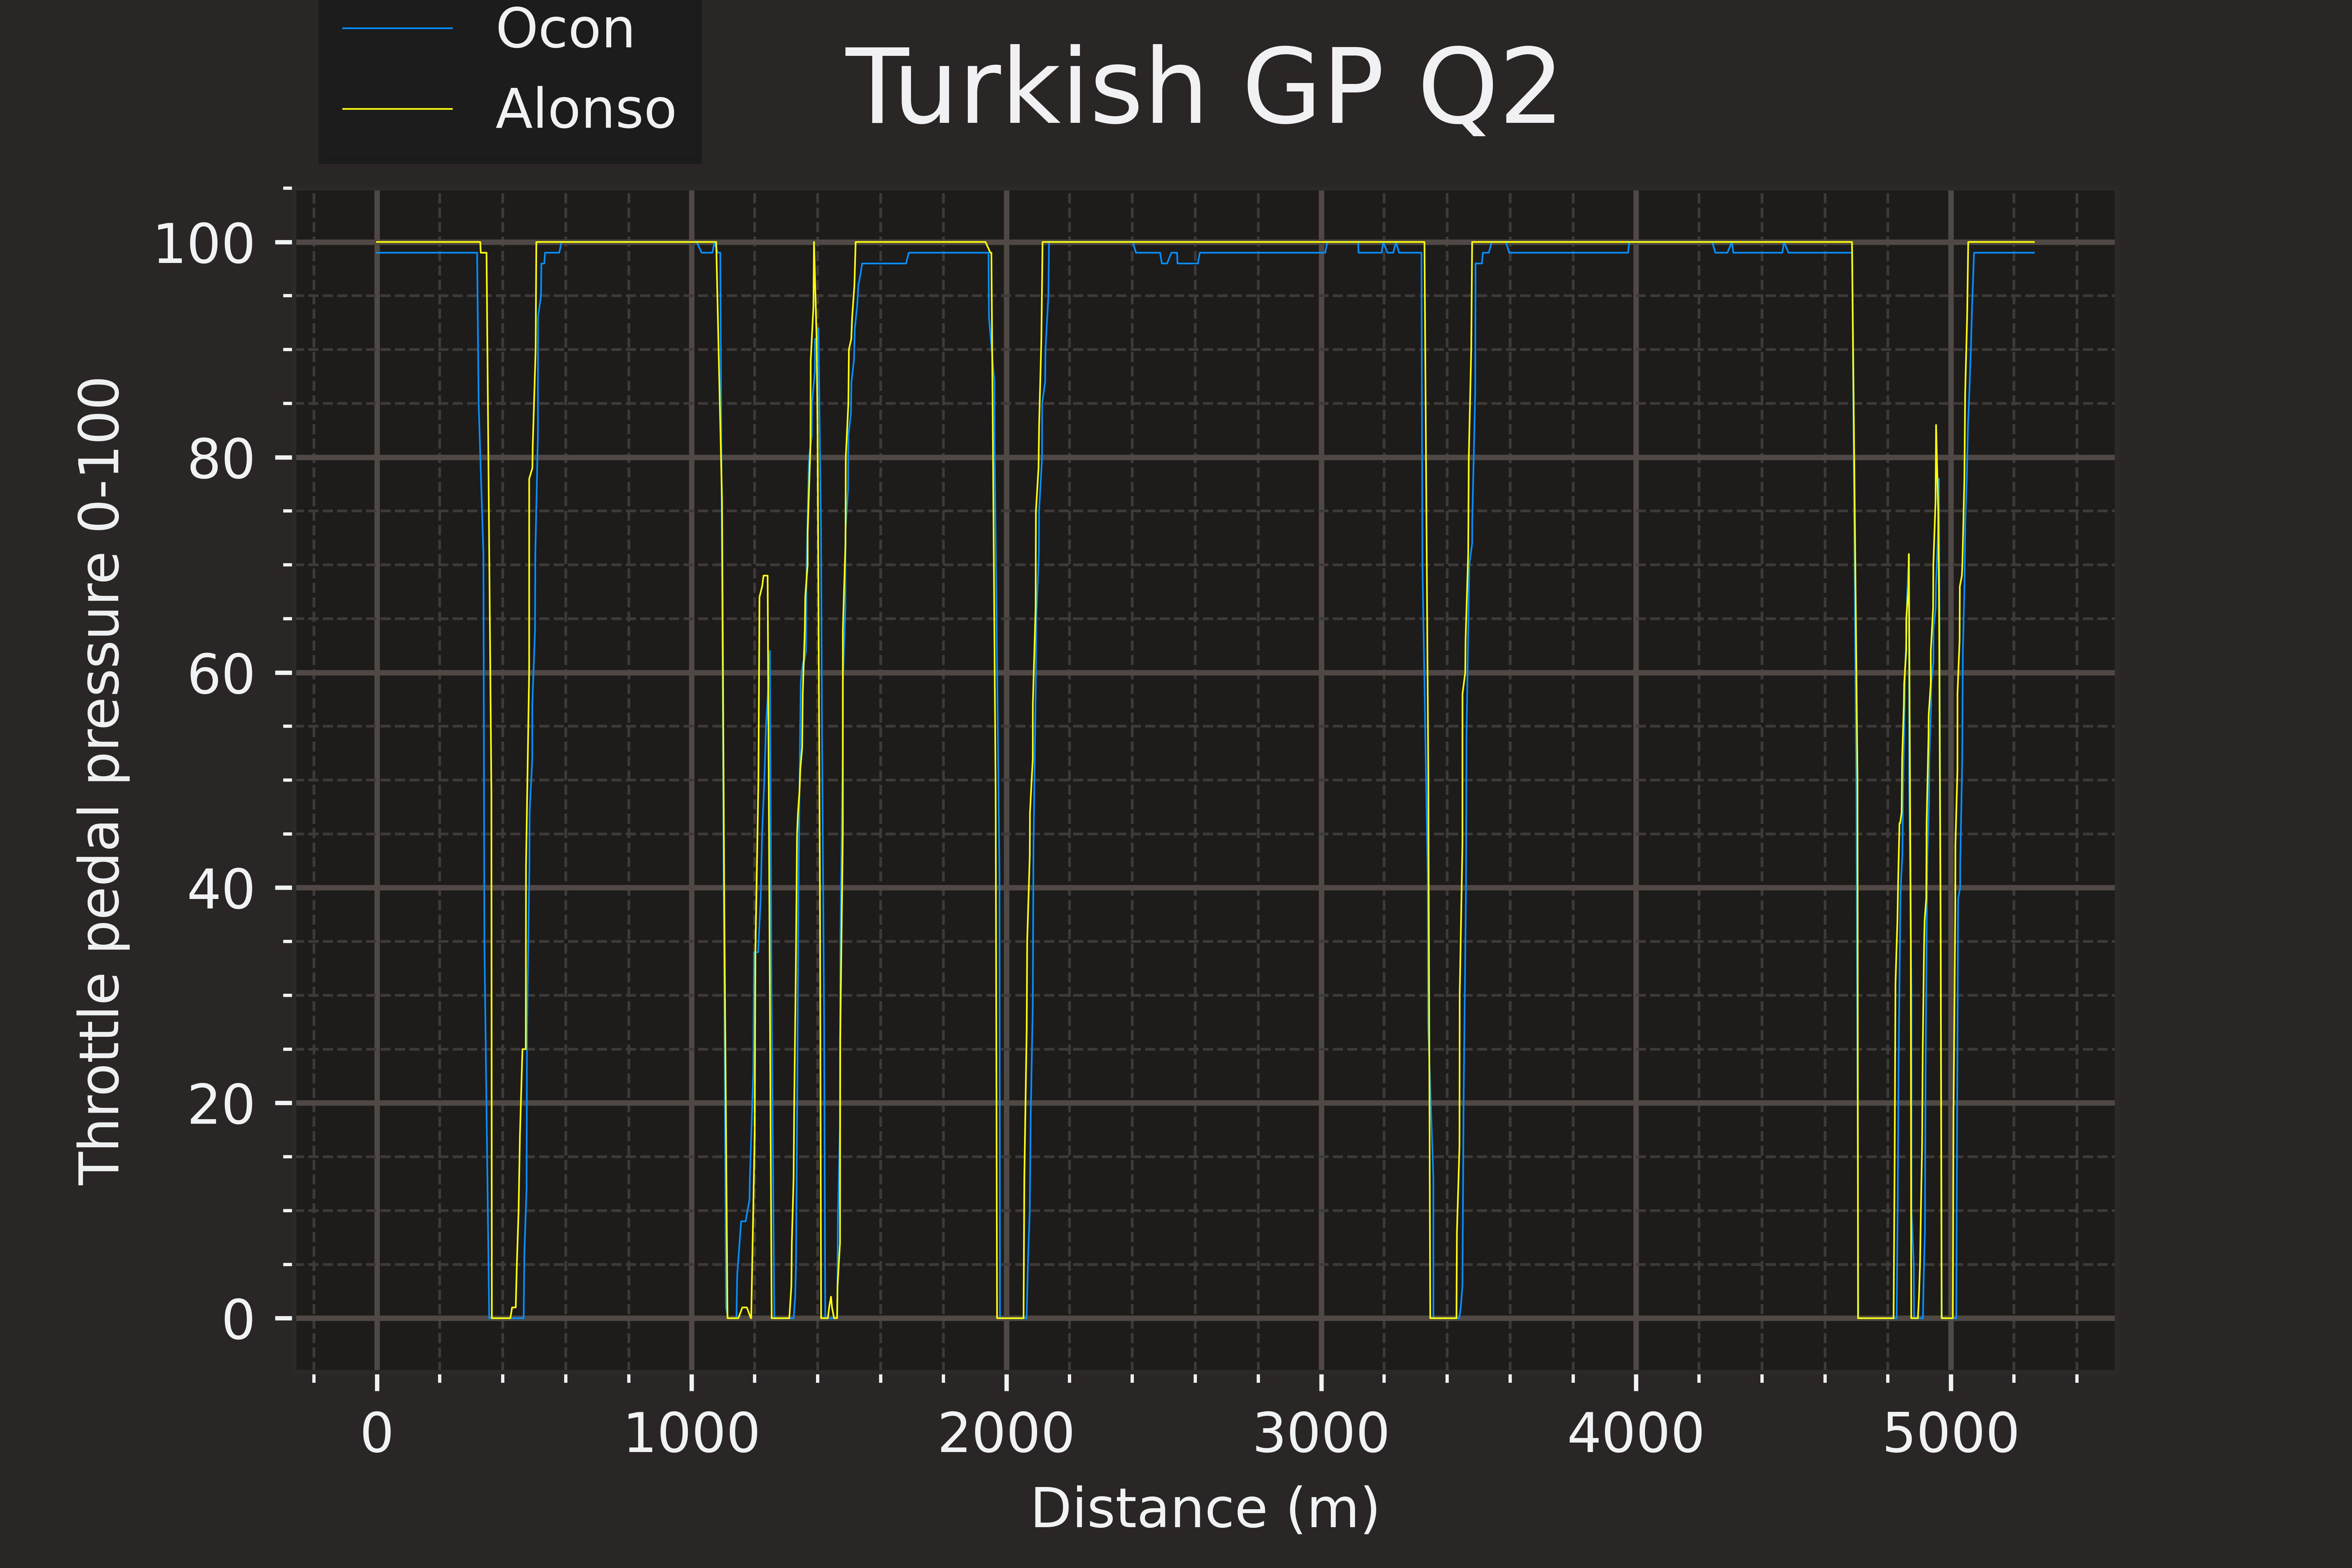 Ocon
Alonso
Turkish GP Q2
Throttle pedal pressure 0-100
100
80
60
40
20
0
0 1000 2000 3000 4000 5000
Distance (m)